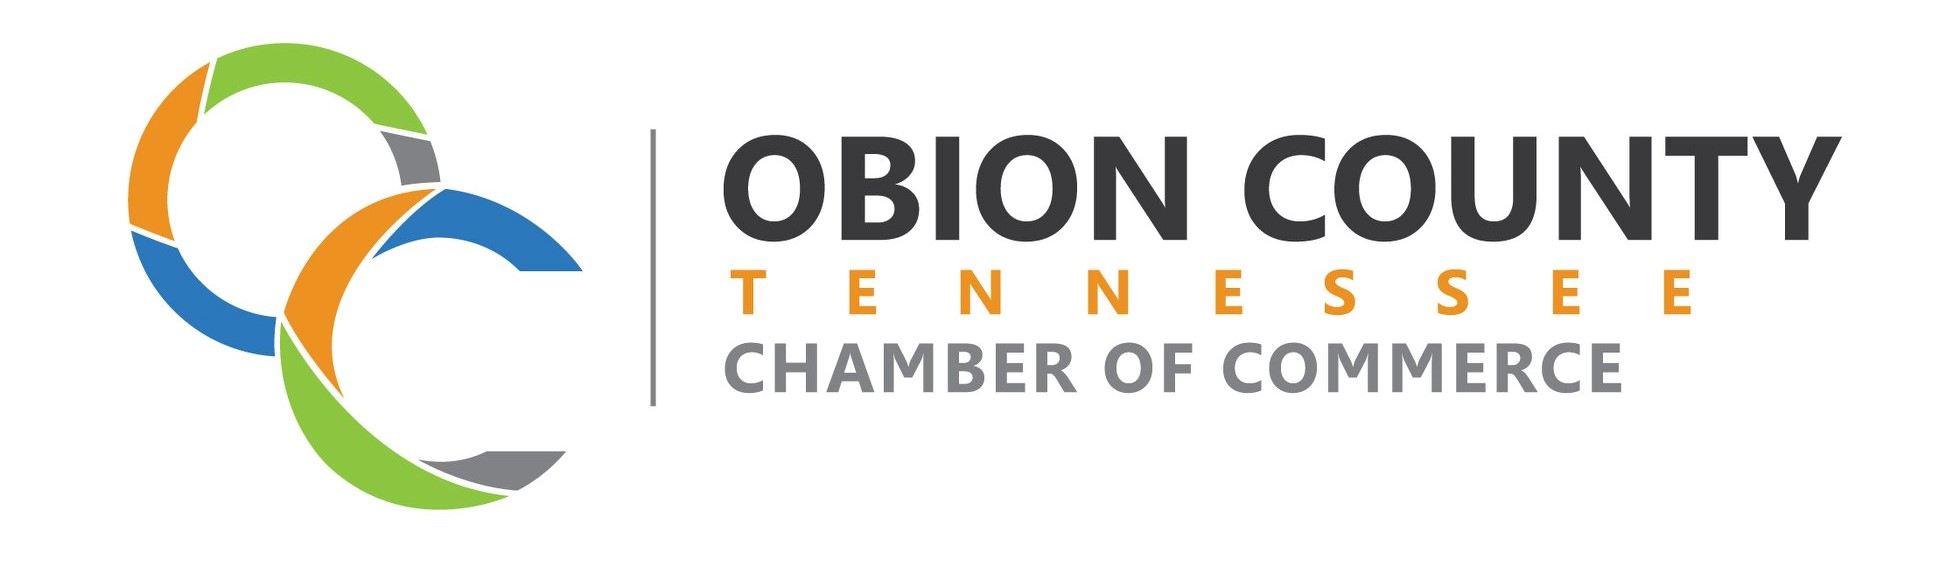 OBION COUNTY
TENNESSEE
CHAMBER OF COMMERCE